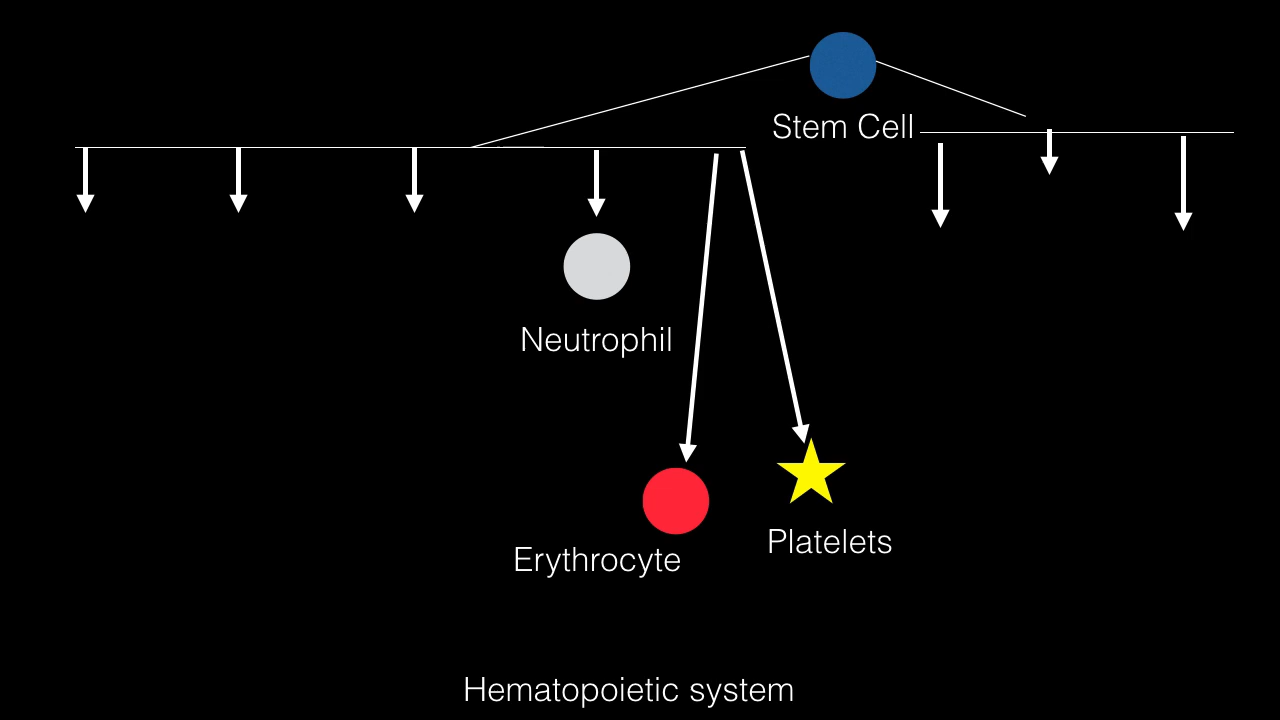 Stem Cell
Neutrophil
Erythrocyte
Platelets
Hematopoietic system